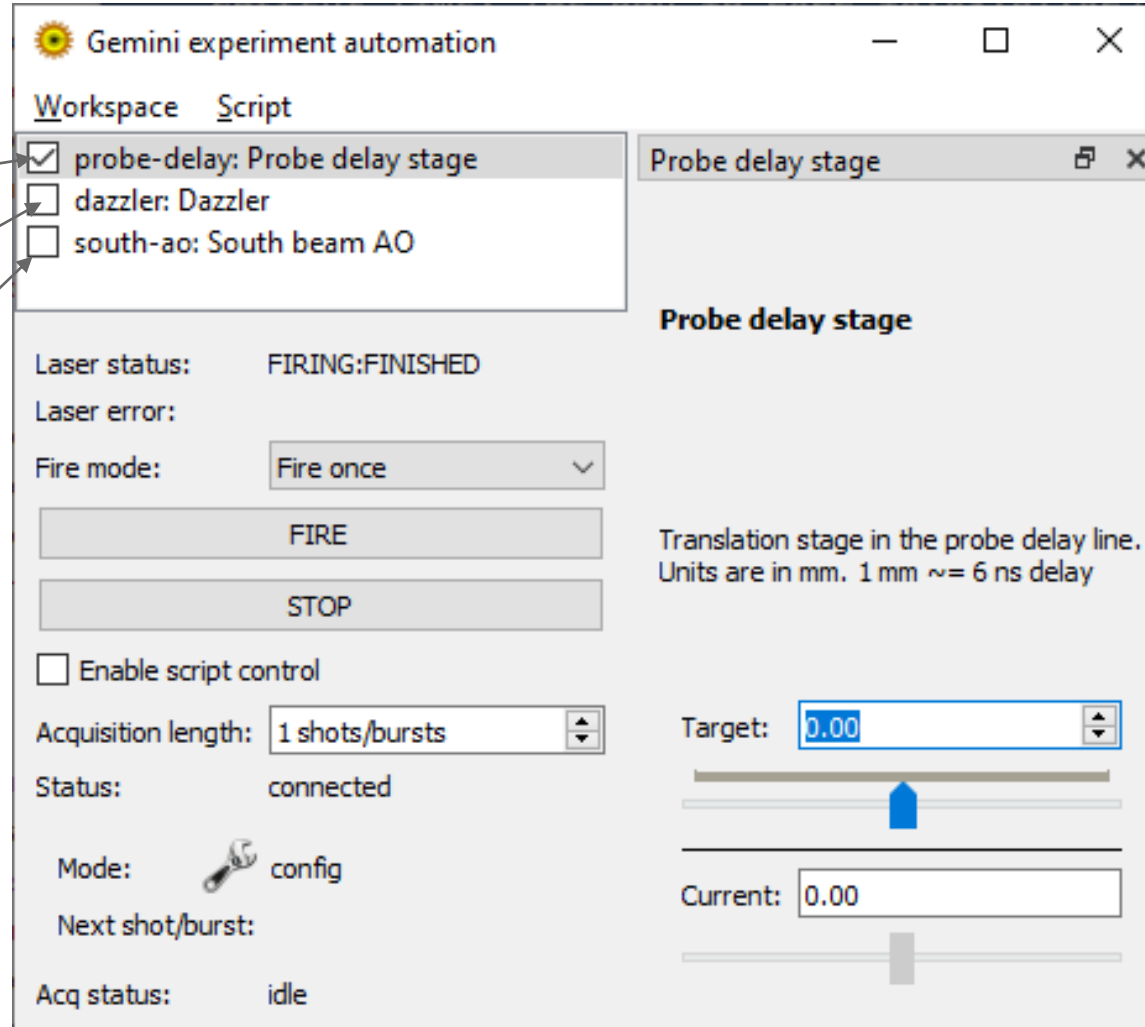 Gemini experiment automation
Workspace Script
probe-delay: Probe delay stage
dazzler: Dazzler
south-ao: South beam AO
Laser status: FIRING:FINISHED
Laser error:
Fire mode: Fire once
FIRE
STOP
Enable script control
Acquisition length: 1 shots/bursts
Status: connected
Mode: config
Next shot/burst:
Acq status: idle
Probe delay stage
Probe delay stage
Translation stage in the probe delay line.
Units are in mm. 1 mm ~= 6 ns delay
Target: 0.00
Current: 0.00